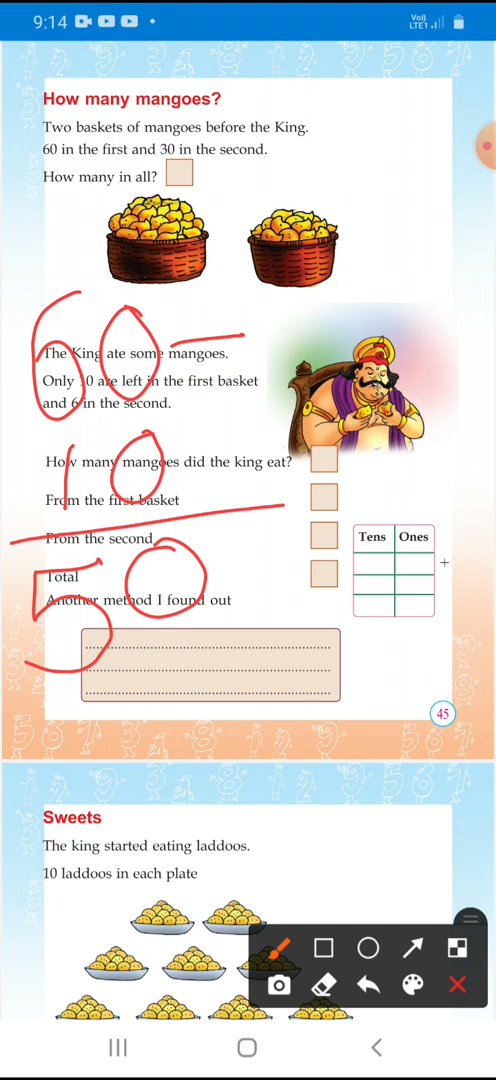 9:14
Vo))
LTE1
How many mangoes?
Two baskets of mangoes before the King.
60 in the first and 30 in the second.
How many in all?
60 —
The King ate some mangoes.
Only 10 are left in the first basket
and 6 in the second.
10
How many mangoes did the king eat?
From the first basket
From the second
Tens Ones
+
Total
50
Another method I found out
45
Sweets
The king started eating laddoos.
10 laddoos in each plate